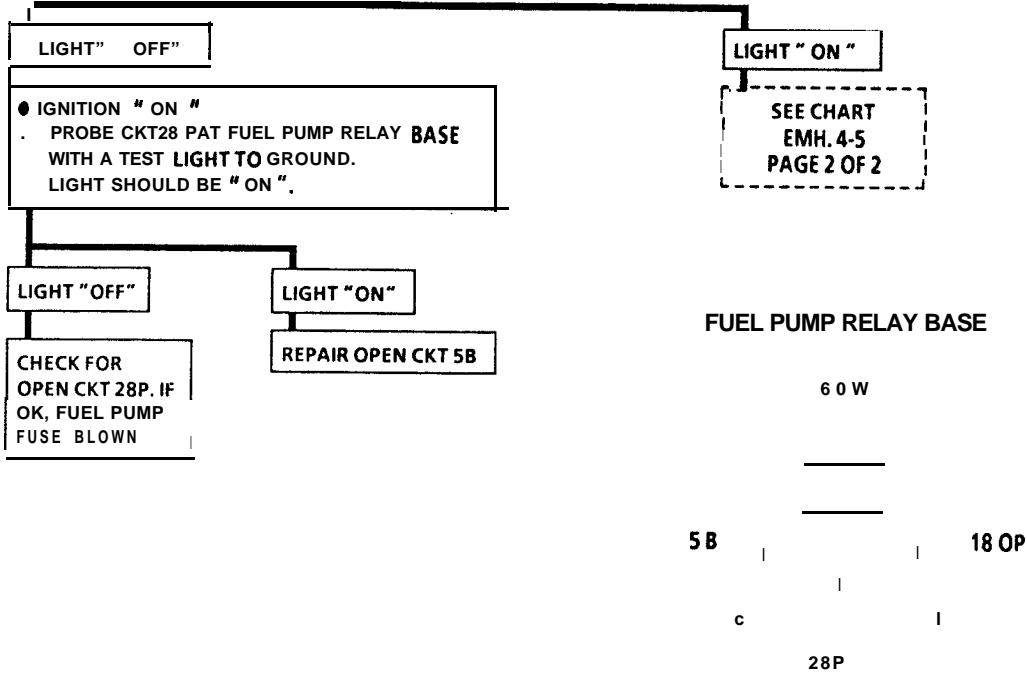 LIGHT” OFF”
● IGNITION " ON "
. PROBE CKT28 PAT FUEL PUMP RELAY BASE
WITH A TEST LIGHT TO GROUND.
LIGHT SHOULD BE " ON ".
LIGHT "OFF"
CHECK FOR
OPEN CKT 28P. IF
OK, FUEL PUMP
FUSE BLOWN
LIGHT "ON"
REPAIR OPEN CKT 5B
LIGHT " ON "
SEE CHART
EMH. 4-5
PAGE 2 OF 2
FUEL PUMP RELAY BASE
6 0 W
5 B
18 OP
c I
28P